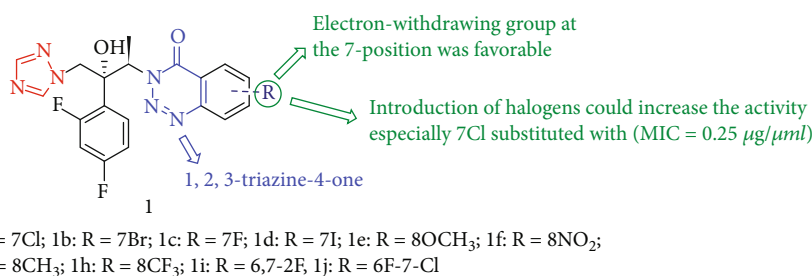 Electron-withdrawing group at
the 7-position was favorable
OH
O
N
N
N
N
N
N
R
F
F
Introduction of halogens could increase the activity
especially 7Cl substituted with (MIC = 0.25 μg/μml)
1, 2, 3-triazine-4-one
1
= 7Cl; 1b: R = 7Br; 1c: R = 7F; 1d: R = 7I; 1e: R = 8OCH₃; 1f: R = 8NO₂;
= 8CH₃; 1h: R = 8CF₃; 1i: R = 6,7-2F, 1j: R = 6F-7-Cl